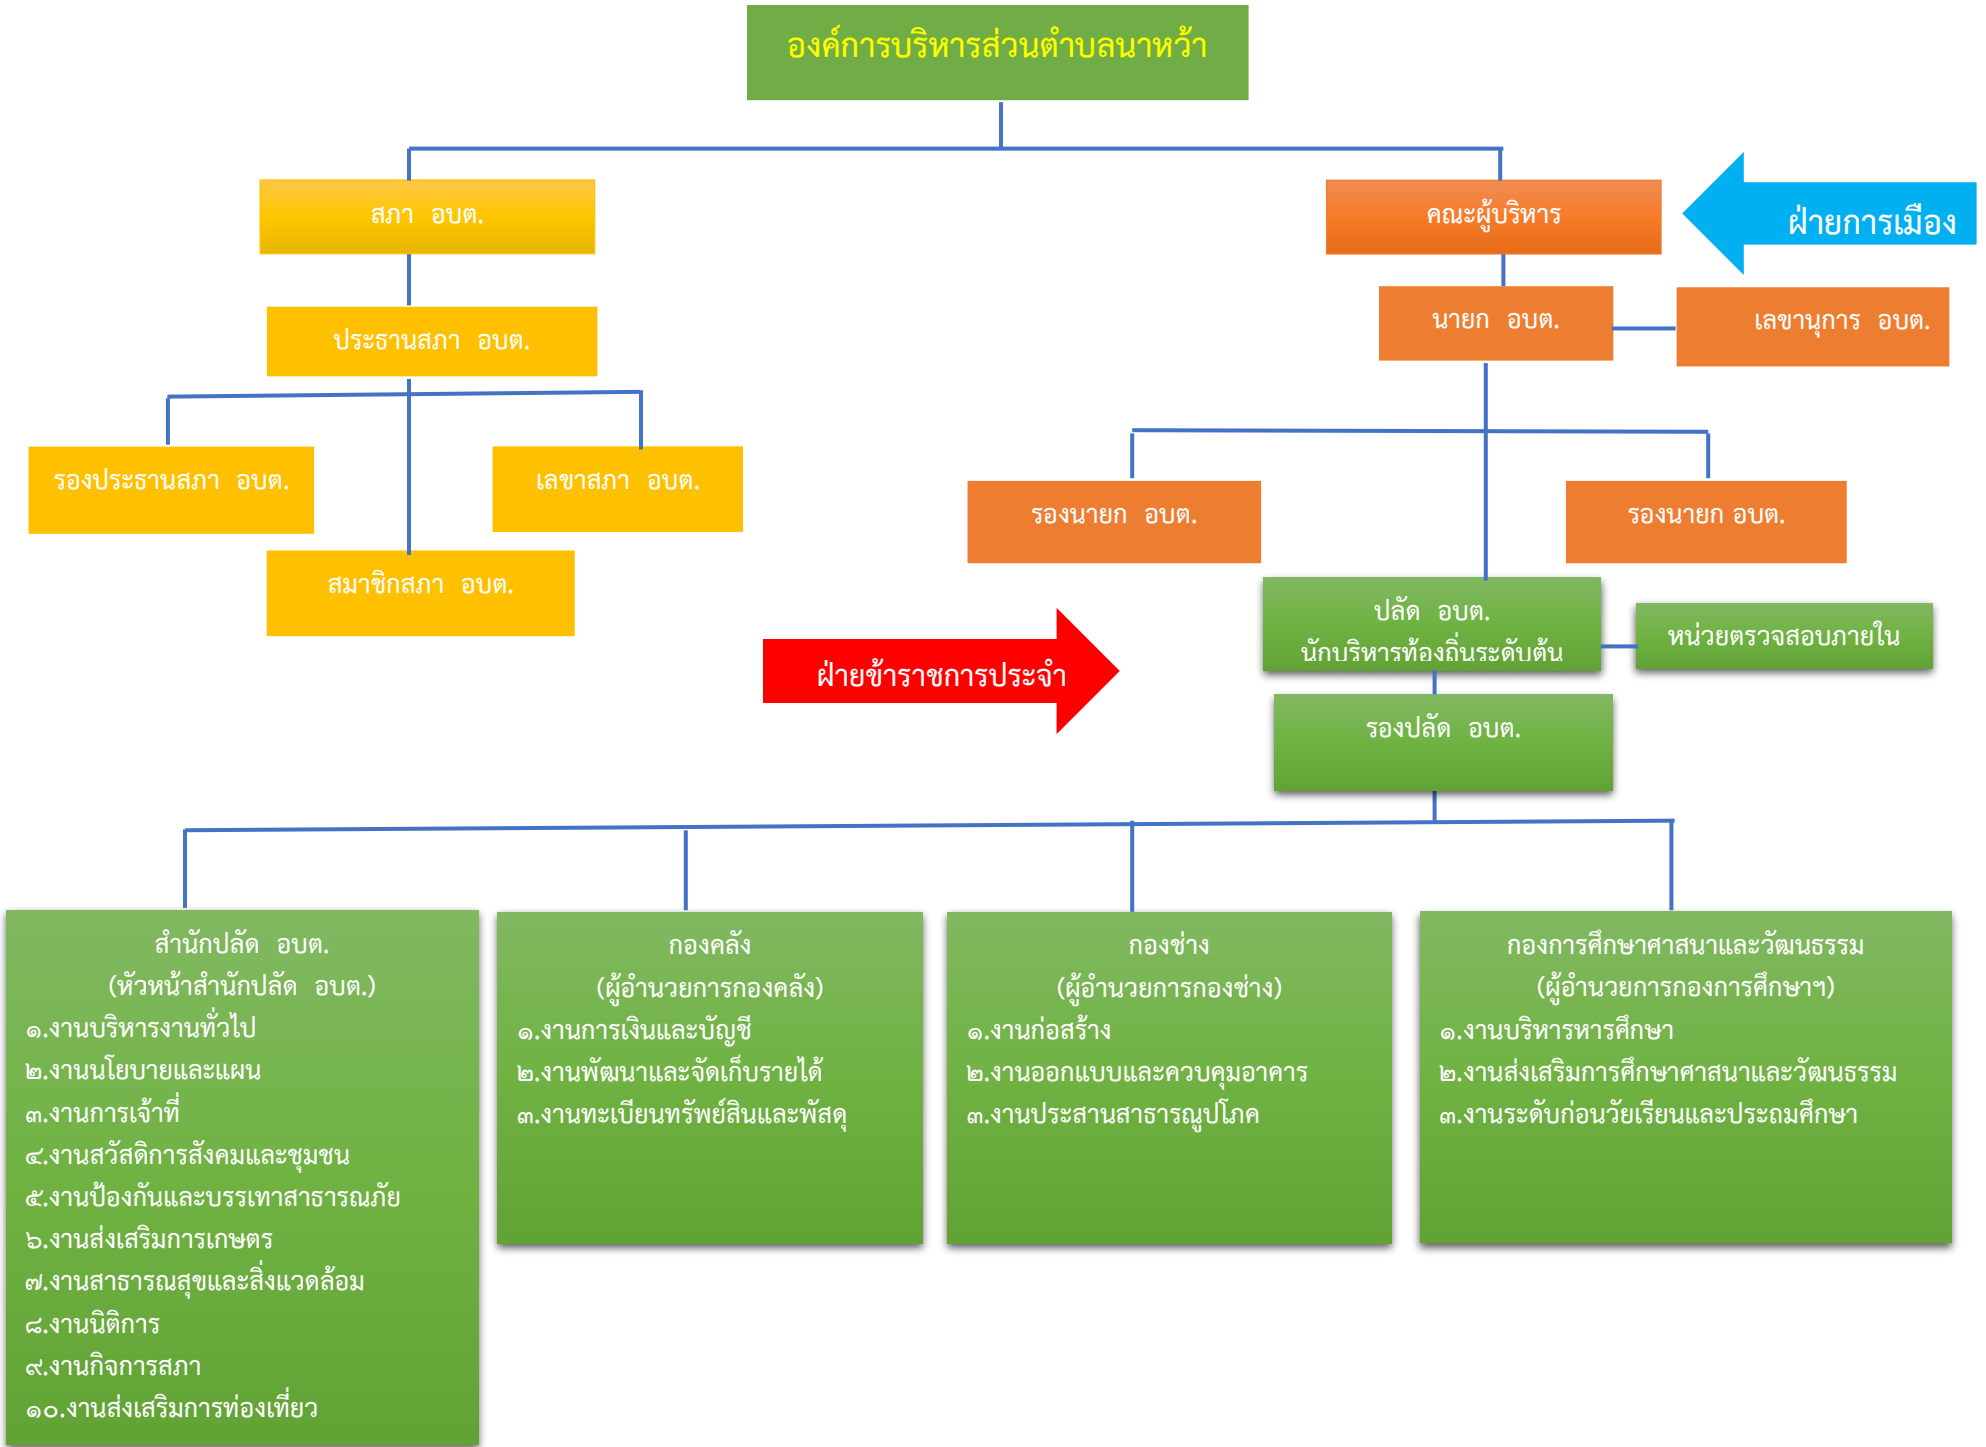 องค์การบริหารส่วนตำบลนาหว้า
สภา อบต.
คณะผู้บริหาร
ฝ่ายการเมือง
ประธานสภา อบต.
นายก อบต.
เลขานุการ อบต.
รองประธานสภา อบต.
เลขาสภา อบต.
รองนายก อบต.
รองนายก อบต.
สมาชิกสภา อบต.
ปลัด อบต.
นักบริหารท้องถิ่นระดับต้น
หน่วยตรวจสอบภายใน
ฝ่ายข้าราชการประจำ
รองปลัด อบต.
สำนักปลัด อบต.
(หัวหน้าสำนักปลัด อบต.)
๑.งานบริหารงานทั่วไป
๒.งานนโยบายและแผน
๓.งานการเจ้าที่
๔.งานสวัสดิการสังคมและชุมชน
๕.งานป้องกันและบรรเทาสาธารณภัย
๖.งานส่งเสริมการเกษตร
๗.งานสาธารณสุขและสิ่งแวดล้อม
๘.งานนิติการ
๙.งานกิจการสภา
๑๐.งานส่งเสริมการท่องเที่ยว
กองคลัง
(ผู้อำนวยการกองคลัง)
๑.งานการเงินและบัญชี
๒.งานพัฒนาและจัดเก็บรายได้
๓.งานทะเบียนทรัพย์สินและพัสดุ
กองช่าง
(ผู้อำนวยการกองช่าง)
๑.งานก่อสร้าง
๒.งานออกแบบและควบคุมอาคาร
๓.งานประสานสาธารณูปโภค
กองการศึกษาศาสนาและวัฒนธรรม
(ผู้อำนวยการกองการศึกษาฯ)
๑.งานบริหารหารศึกษา
๒.งานส่งเสริมการศึกษาศาสนาและวัฒนธรรม
๓.งานระดับก่อนวัยเรียนและประถมศึกษา